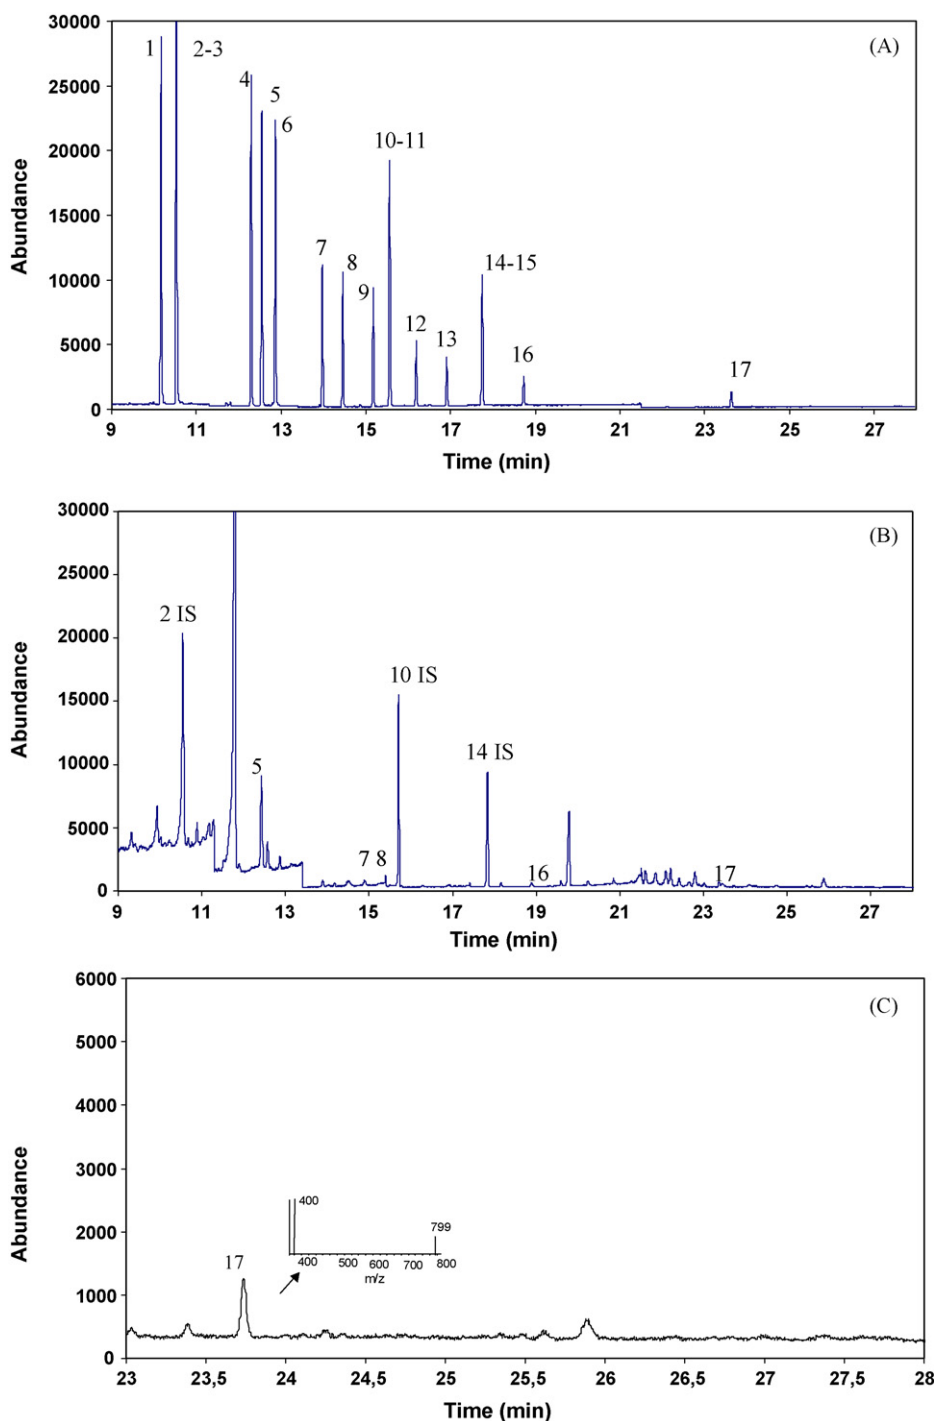 30000
25000
20000
15000
10000
5000
0
Abundance
1
2-3
4
5
6
7
8
9
10-11
12
13
14-15
16
17
(A)
9 11 13 15 17 19 21 23 25 27
Time (min)
30000
25000
20000
15000
10000
5000
0
Abundance
2 IS
5
7 8
10 IS
14 IS
16
17
(B)
9 11 13 15 17 19 21 23 25 27
Time (min)
6000
5000
4000
3000
2000
1000
0
Abundance
17
400
799
400 500 600 700 800
m/z
(C)
23 23,5 24 24,5 25 25,5 26 26,5 27 27,5 28
Time (min)